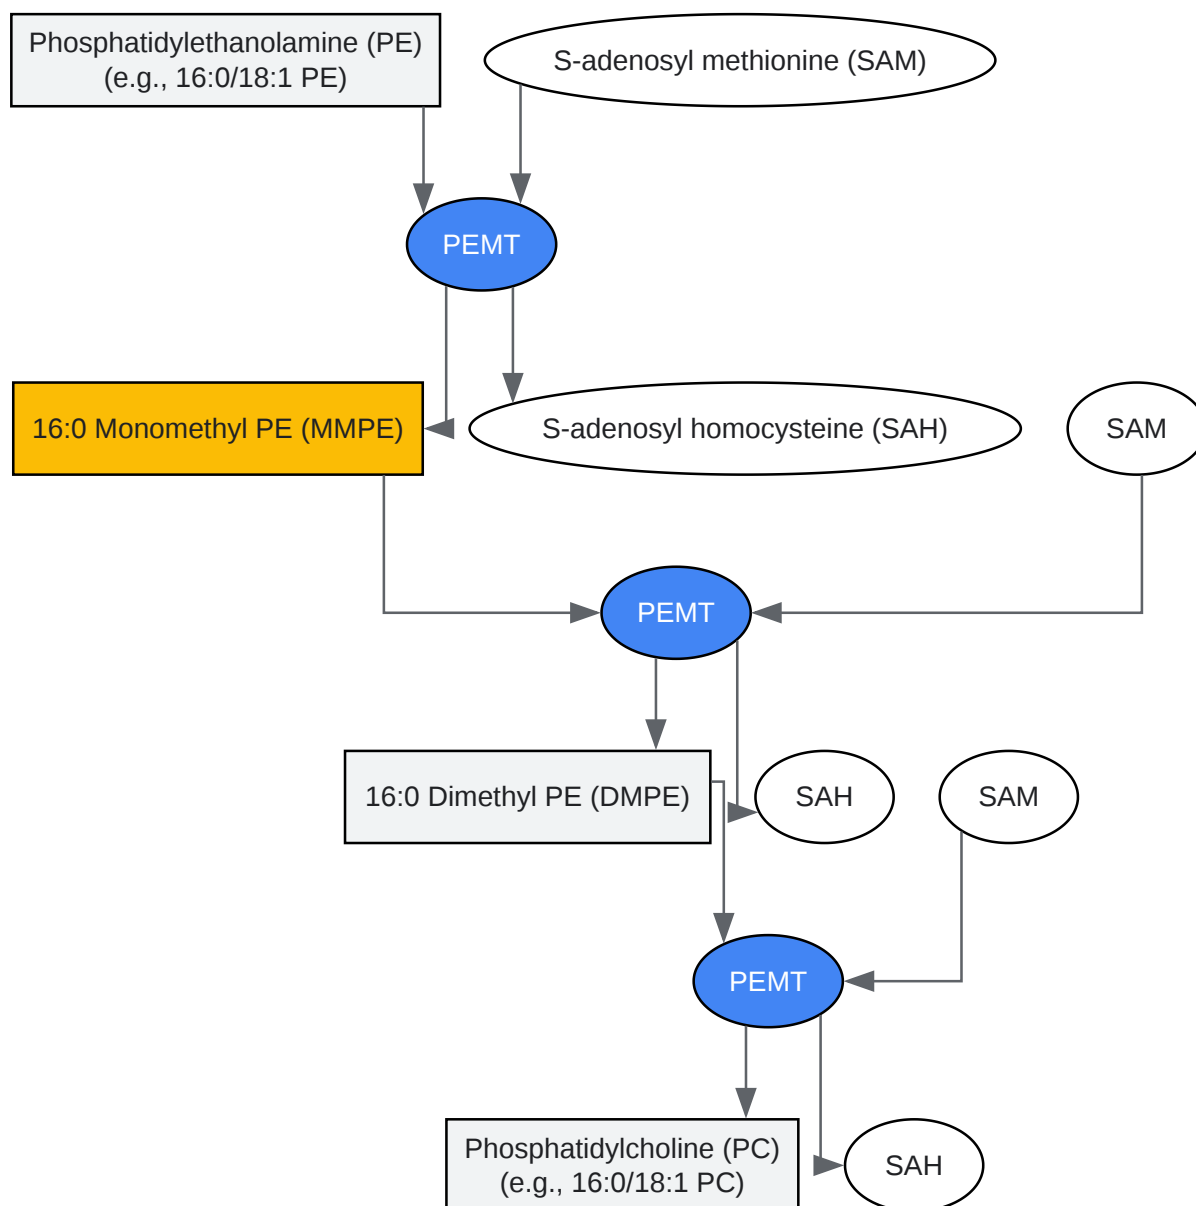 Phosphatidylethanolamine (PE)
(e.g., 16:0/18:1 PE)
S-adenosyl methionine (SAM)
PEMT
16:0 Monomethyl PE (MMPE)
S-adenosyl homocysteine (SAH)
SAM
PEMT
16:0 Dimethyl PE (DMPE)
SAH
SAM
PEMT
Phosphatidylcholine (PC)
(e.g., 16:0/18:1 PC)
SAH